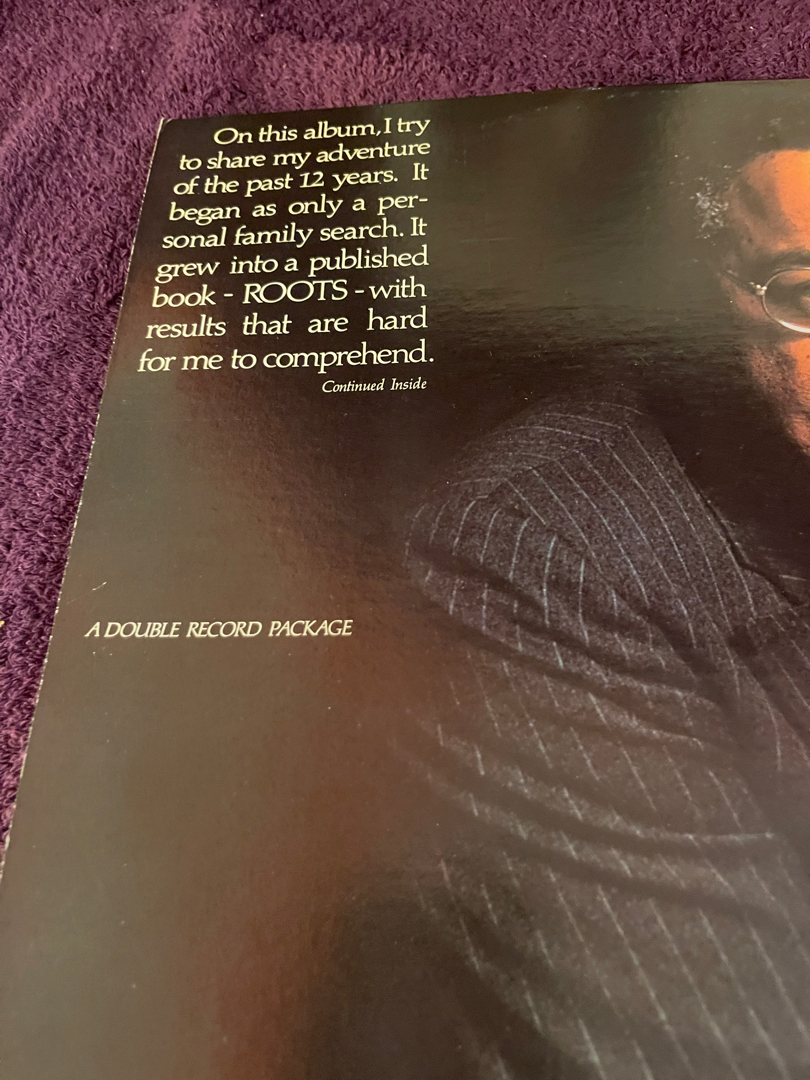 On this album, I try
to share my adventure
of the past 12 years. It
began as only a per-
sonal family search. It
grew into a published
book - ROOTS - with
results that are hard
for me to comprehend.
Continued Inside
A DOUBLE RECORD PACKAGE